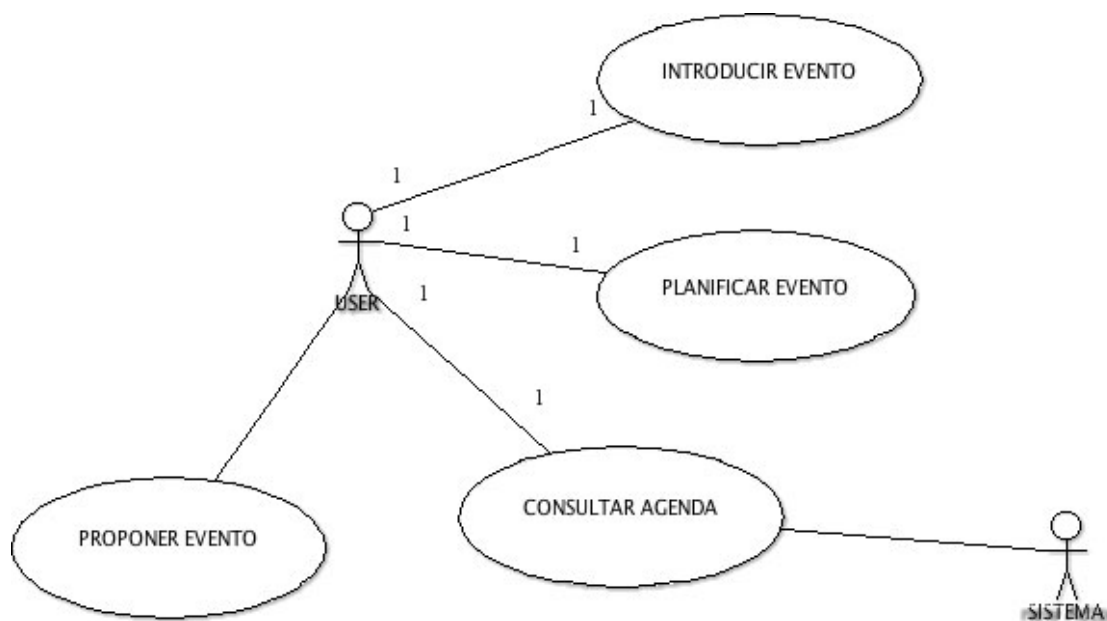 INTRODUCIR EVENTO
1
1
1
1
USER
PLANIFICAR EVENTO
1
1
PROPONER EVENTO
CONSULTAR AGENDA
SISTEMA